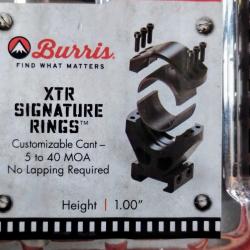 Burris
FIND WHAT MATTERS
XTR
SIGNATURE
RINGS™
Customizable Cant –
5 to 40 MOA
No Lapping Required
Height | 1.00"